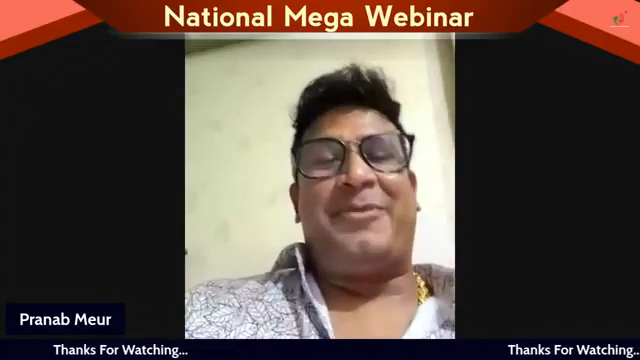 National Mega Webinar
Pranab Meur
Thanks For Watching... Thanks For Watching..